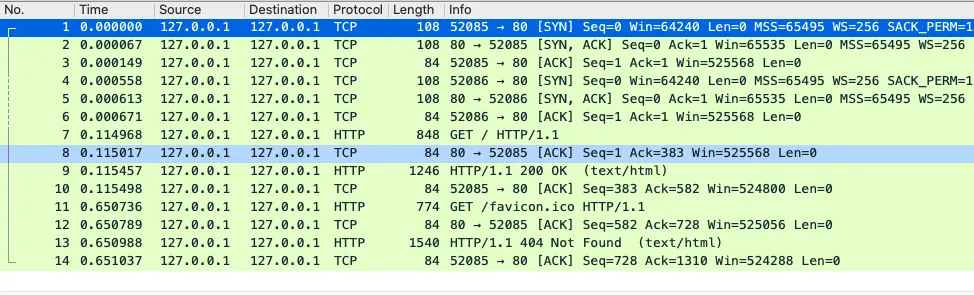 No. Time Source Destination Protocol Length Info
1 0.000000 127.0.0.1 127.0.0.1 TCP 108 52085 → 80 [SYN] Seq=0 Win=64240 Len=0 MSS=65495 WS=256 SACK_PERM=1
2 0.000067 127.0.0.1 127.0.0.1 TCP 108 80 → 52085 [SYN, ACK] Seq=0 Ack=1 Win=65535 Len=0 MSS=65495 WS=256
3 0.000149 127.0.0.1 127.0.0.1 TCP 84 52085 → 80 [ACK] Seq=1 Ack=1 Win=525568 Len=0
4 0.000558 127.0.0.1 127.0.0.1 TCP 108 52086 → 80 [SYN] Seq=0 Win=64240 Len=0 MSS=65495 WS=256 SACK_PERM=1
5 0.000613 127.0.0.1 127.0.0.1 TCP 108 80 → 52086 [SYN, ACK] Seq=0 Ack=1 Win=65535 Len=0 MSS=65495 WS=256
6 0.000671 127.0.0.1 127.0.0.1 TCP 84 52086 → 80 [ACK] Seq=1 Ack=1 Win=525568 Len=0
7 0.114968 127.0.0.1 127.0.0.1 HTTP 848 GET / HTTP/1.1
8 0.115017 127.0.0.1 127.0.0.1 TCP 84 80 → 52085 [ACK] Seq=1 Ack=383 Win=525568 Len=0
9 0.115457 127.0.0.1 127.0.0.1 HTTP 1246 HTTP/1.1 200 OK (text/html)
10 0.115498 127.0.0.1 127.0.0.1 TCP 84 52085 → 80 [ACK] Seq=383 Ack=582 Win=524800 Len=0
11 0.650736 127.0.0.1 127.0.0.1 HTTP 774 GET /favicon.ico HTTP/1.1
12 0.650789 127.0.0.1 127.0.0.1 TCP 84 80 → 52085 [ACK] Seq=582 Ack=728 Win=525056 Len=0
13 0.650988 127.0.0.1 127.0.0.1 HTTP 1540 HTTP/1.1 404 Not Found (text/html)
14 0.651037 127.0.0.1 127.0.0.1 TCP 84 52085 → 80 [ACK] Seq=728 Ack=1310 Win=524288 Len=0